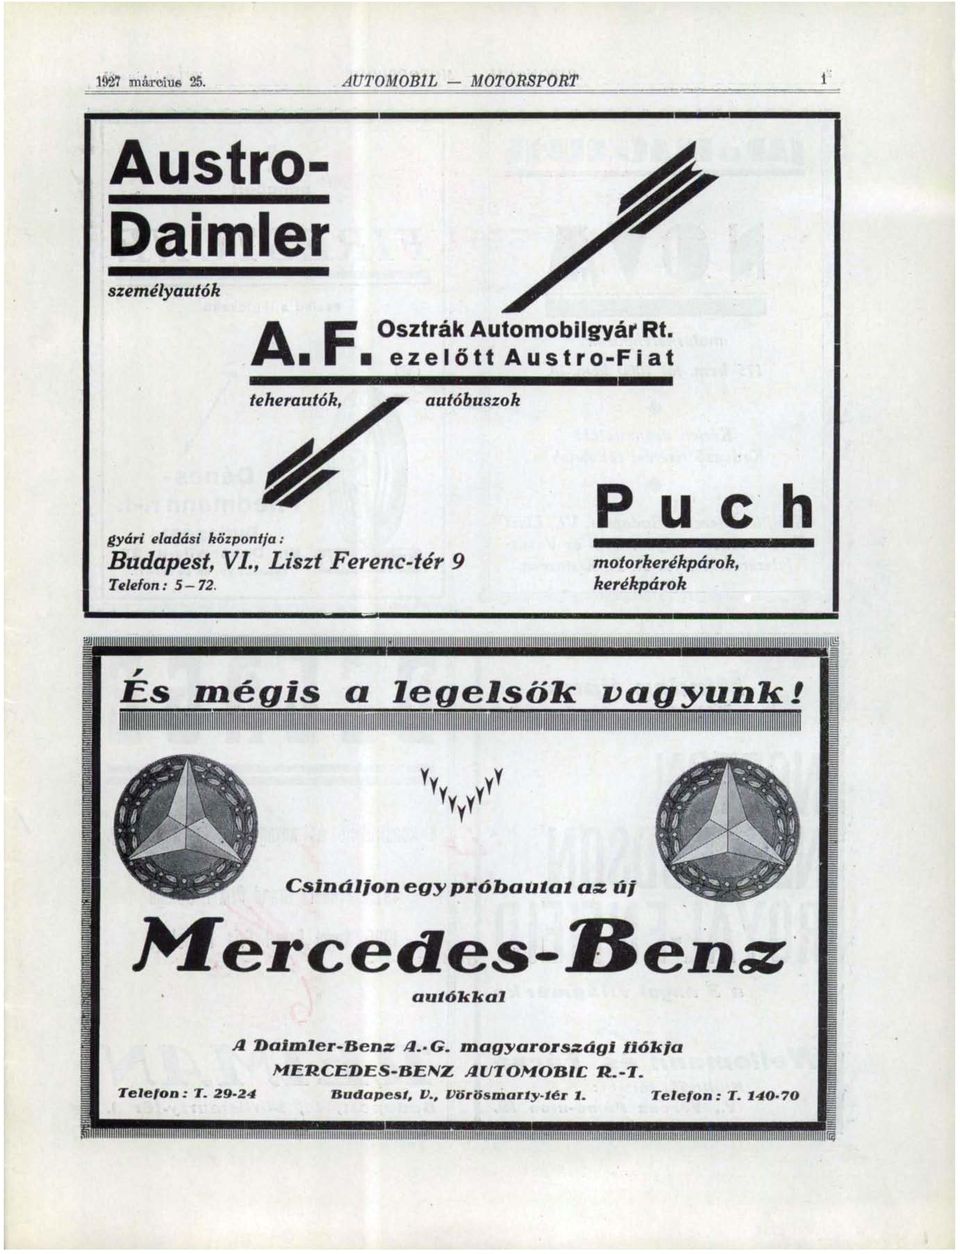 1927 március 25.
AUTOMOBIL — MOTORSPORT
1
Austro-
Daimler
személyautók
A. F. Osztrák Automobilgyár Rt.
ezelőtt Austro-Fiat
teherautók, autóbuszok
Puch
motorkerékpárok,
kerékpárok
gyári eladási központja:
Budapest, VI., Liszt Ferenc-tér 9
Telefon: 5—72.
És mégis a legelsők vagyunk!
Csináljon egy próbautat az új
Mercedes-Benz
autókkal
A Daimler-Benz A.-G. magyarországi fiókja
MERCEDES-BENZ AUTOMOBIL R.-T.
Telefon: T. 29-24 Budapest, V., Vörösmarty-tér 1. Telefon: T. 140-70